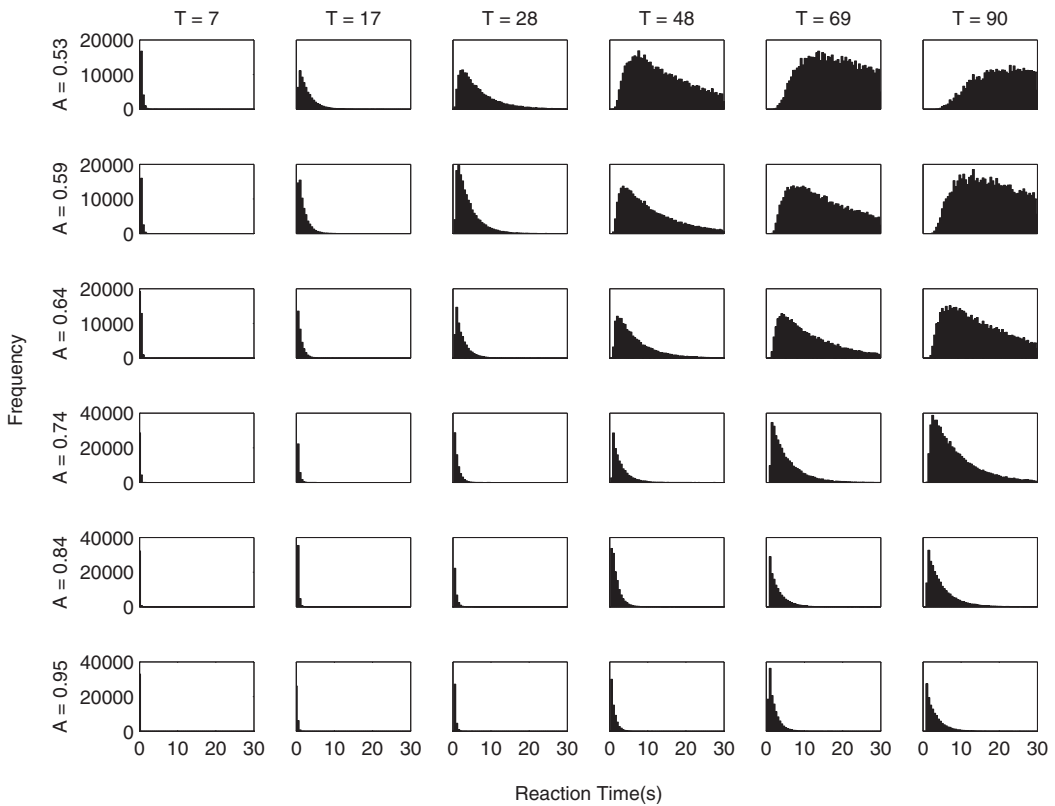 T = 7 T = 17 T = 28 T = 48 T = 69 T = 90
A = 0.53
20000
10000
0
A = 0.59
20000
10000
0
A = 0.64
20000
10000
0
Frequency
A = 0.74
40000
20000
0
A = 0.84
40000
20000
0
A = 0.95
40000
20000
0
0 10 20 30 0 10 20 30 0 10 20 30 0 10 20 30 0 10 20 30 0 10 20 30
Reaction Time(s)